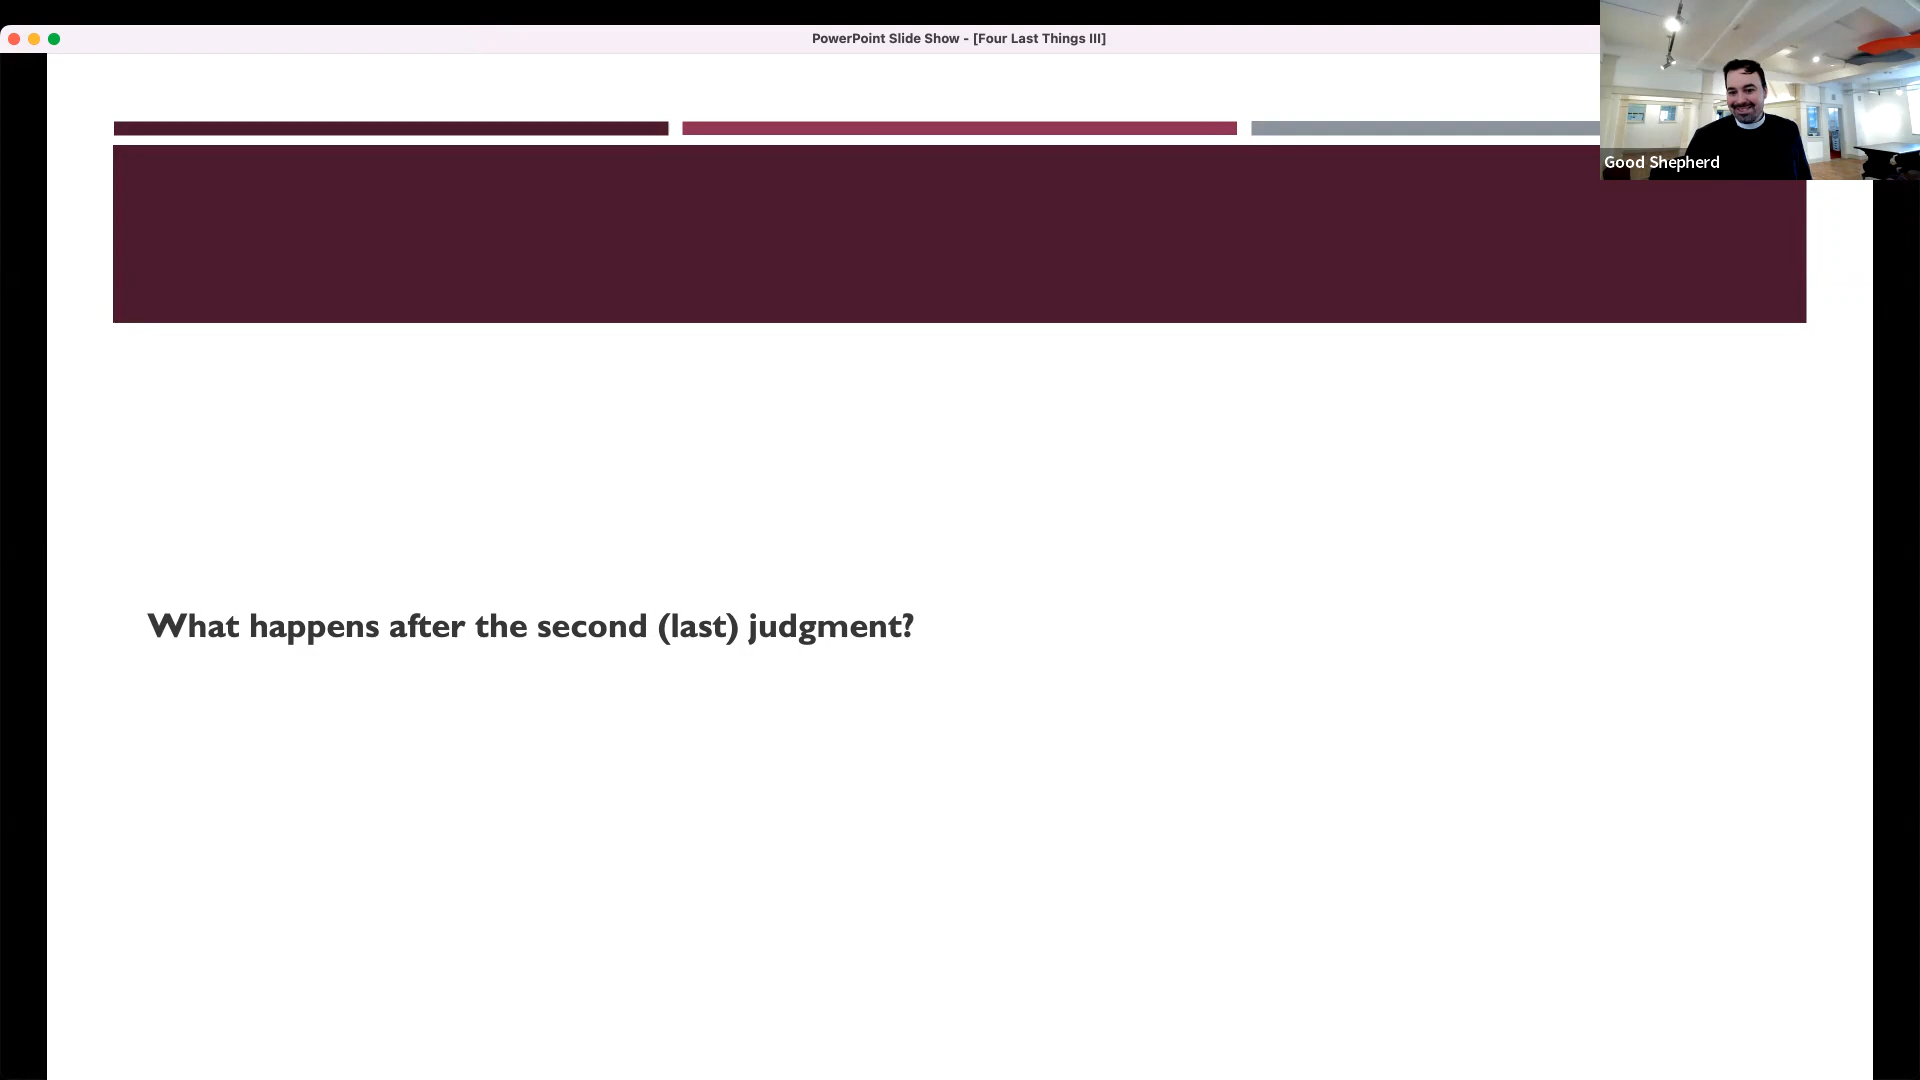 PowerPoint Slide Show - [Four Last Things III]
Good Shepherd
What happens after the second (last) judgment?